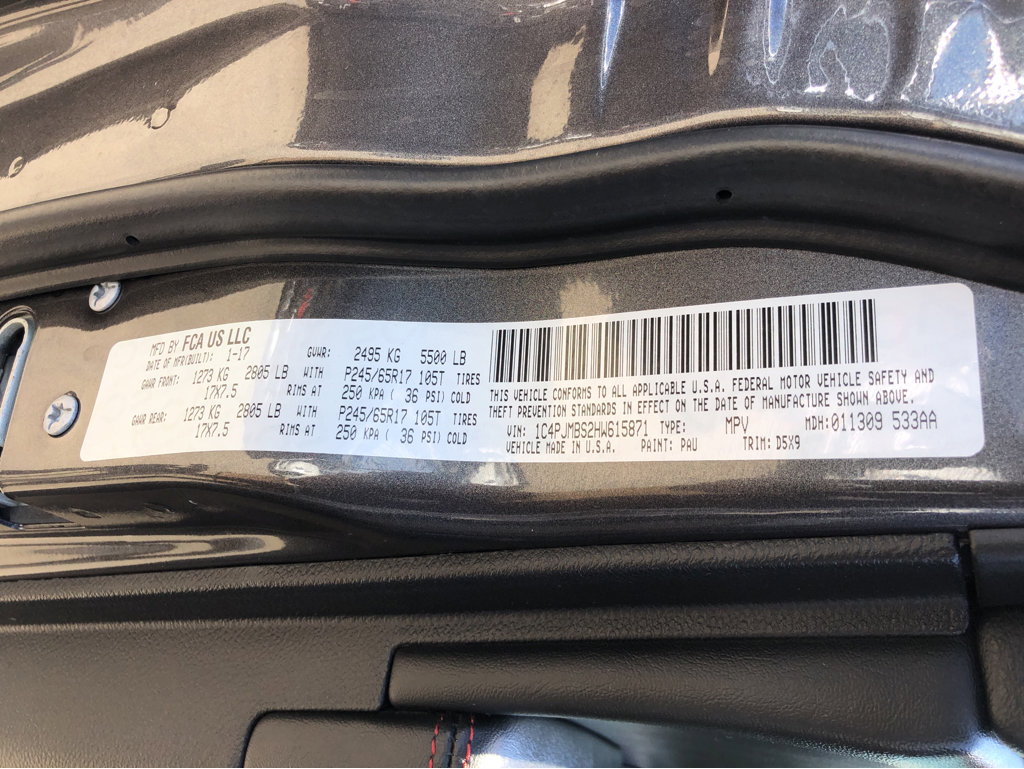 MFD BY FCA US LLC
DATE OF MFR(BUILT): 1-17 GVWR: 2495 KG 5500 LB
GAWR FRONT: 1273 KG 2805 LB WITH P245/65R17 105T TIRES
17X7.5 RIMS AT 250 KPA ( 36 PSI) COLD
GAWR REAR: 1273 KG 2805 LB WITH P245/65R17 105T TIRES
17X7.5 RIMS AT 250 KPA ( 36 PSI) COLD
THIS VEHICLE CONFORMS TO ALL APPLICABLE U.S.A. FEDERAL MOTOR VEHICLE SAFETY AND
THEFT PREVENTION STANDARDS IN EFFECT ON THE DATE OF MANUFACTURE SHOWN ABOVE.
VIN: 1C4PJMBS2HW615871 TYPE: MPV MDH:011309 533AA
VEHICLE MADE IN U.S.A. PAINT: PAU TRIM: D5X9